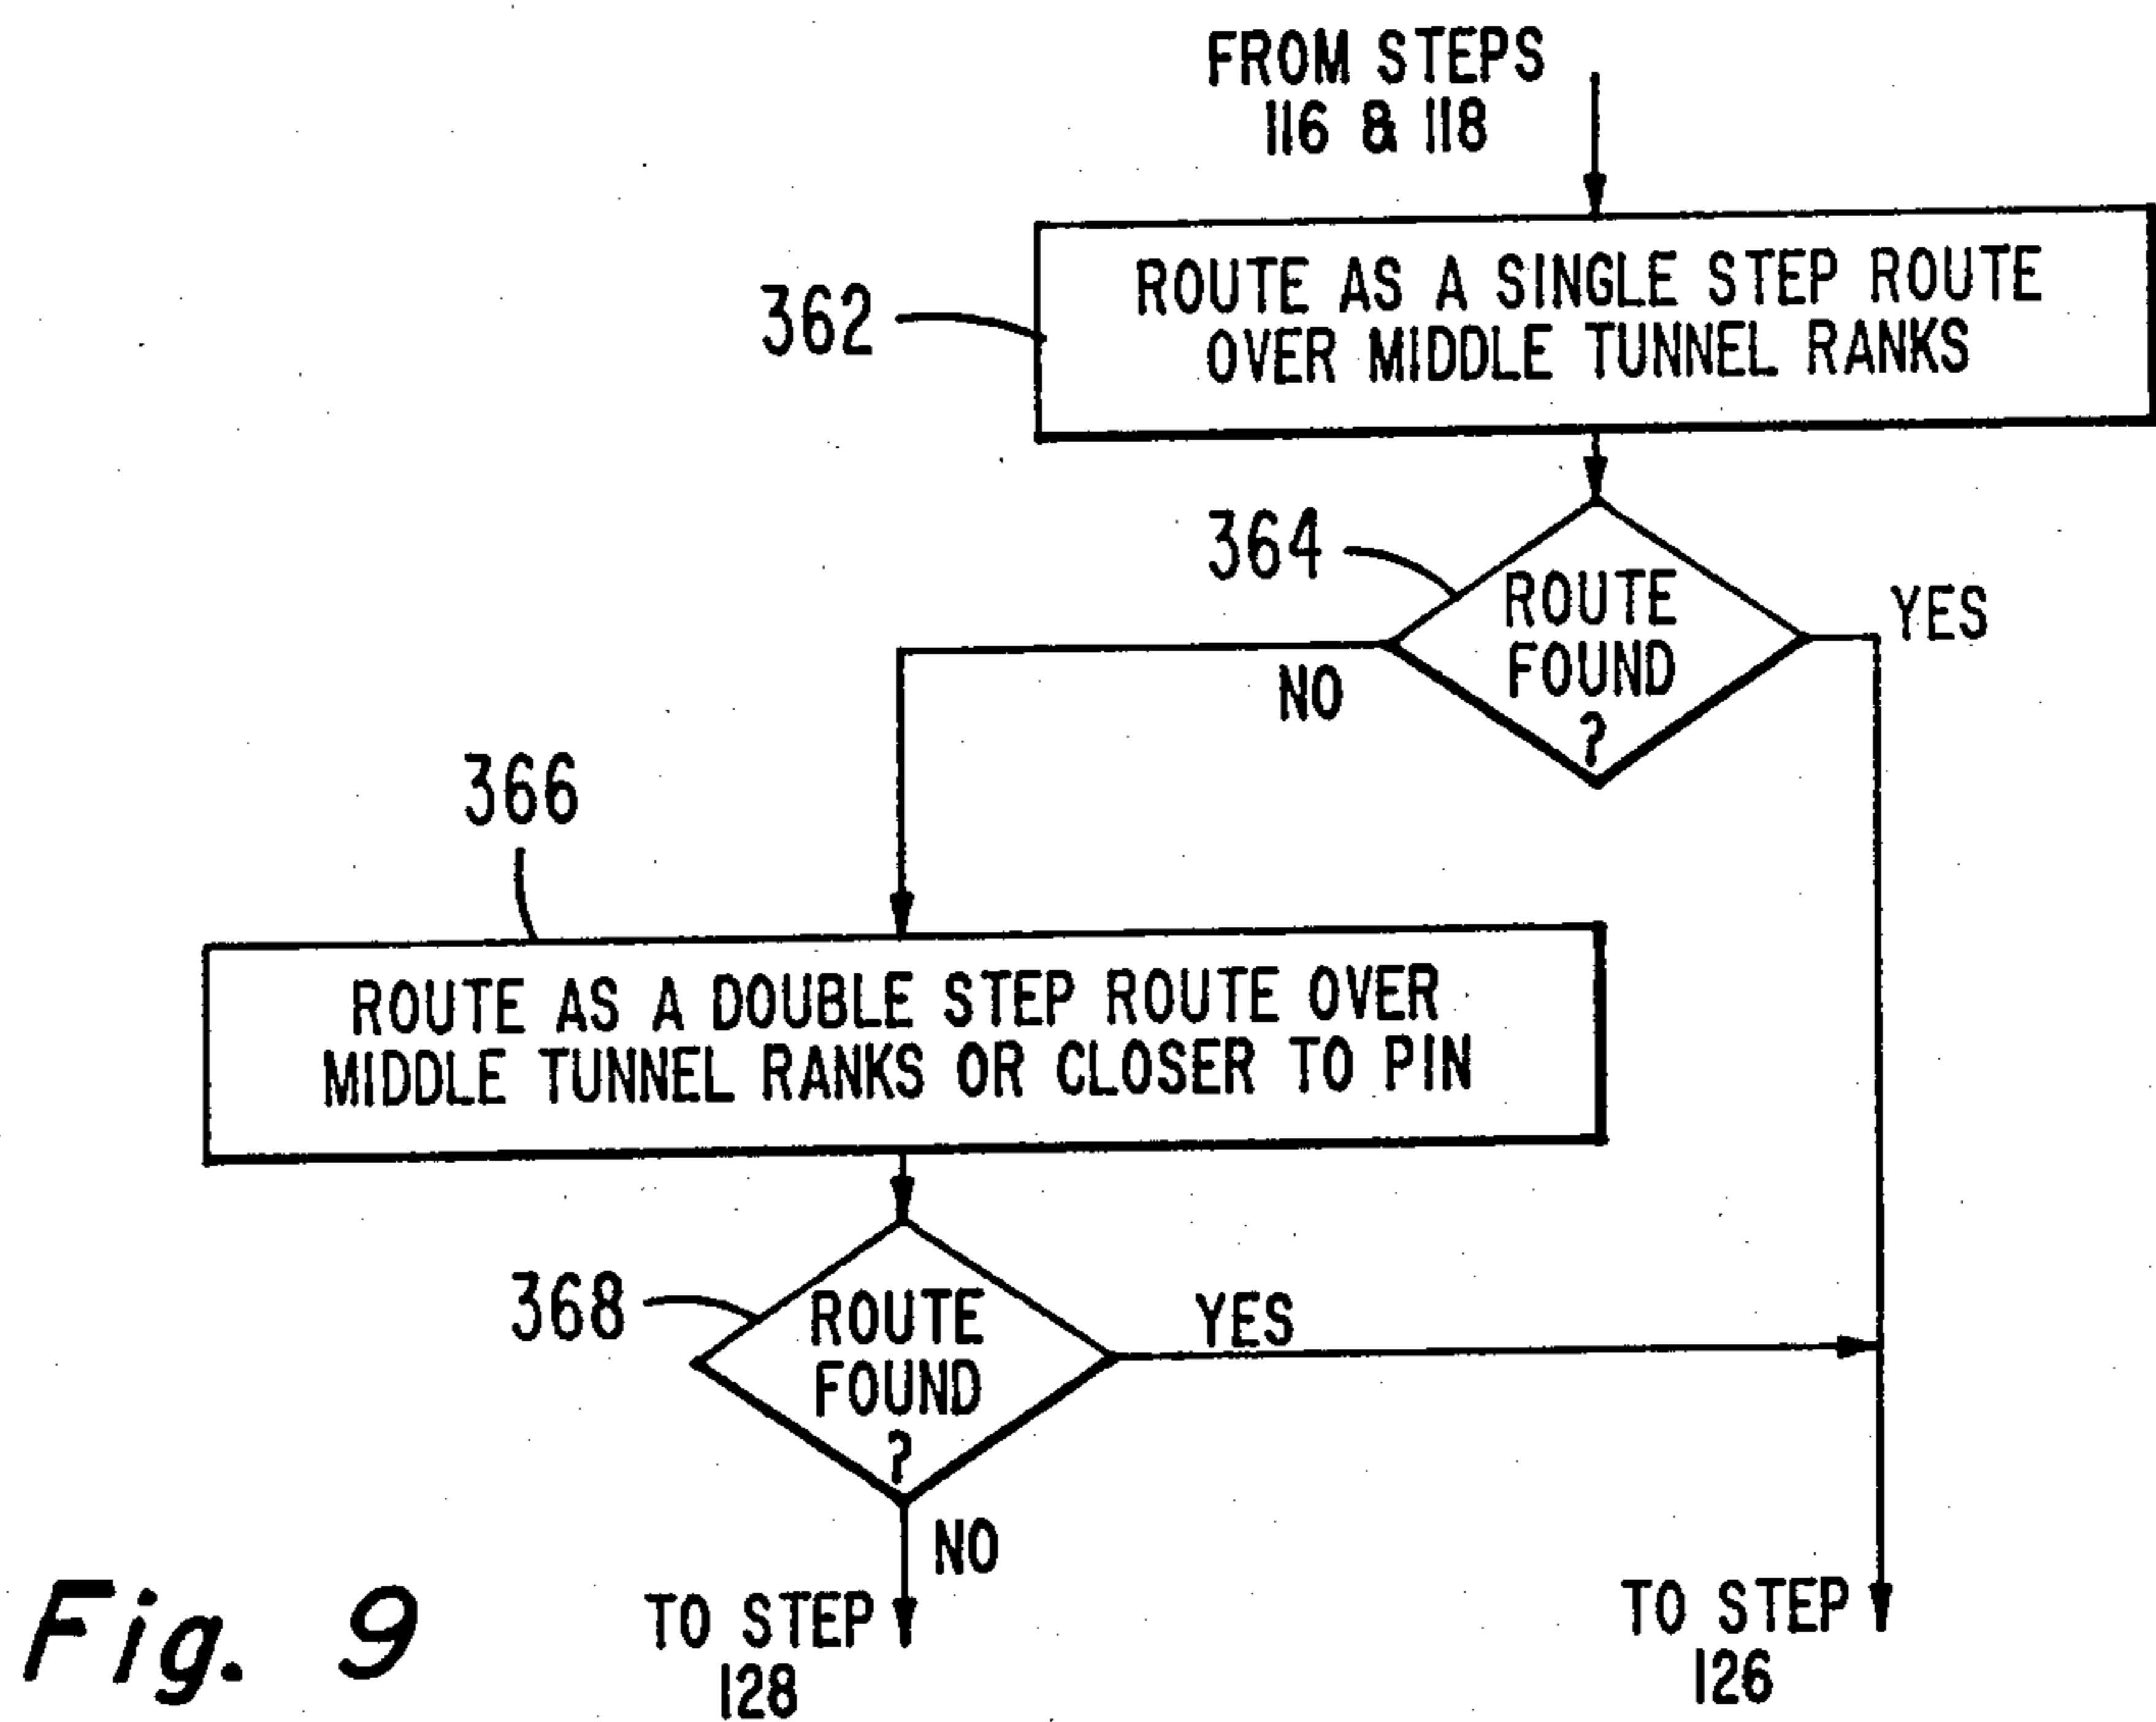 FROM STEPS
116 & 118
362
ROUTE AS A SINGLE STEP ROUTE
OVER MIDDLE TUNNEL RANKS
364
ROUTE
FOUND
?
YES
NO
366
ROUTE AS A DOUBLE STEP ROUTE OVER
MIDDLE TUNNEL RANKS OR CLOSER TO PIN
368
ROUTE
FOUND
?
YES
NO
TO STEP
128
TO STEP
126
Fig. 9